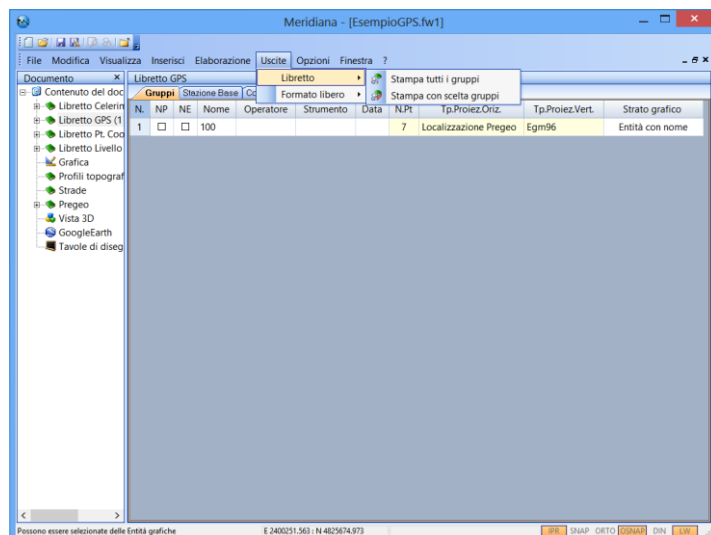 Meridiana - [EsempioGPS.fw1]
File Modifica Visualizza Inserisci Elaborazione Uscite Opzioni Finestra ?
Documento
Libretto GPS
Libretto
Stampa tutti i gruppi
Formato libero
Stampa con scelta gruppi
Contenuto del doc
Gruppi Stazione Base Co
Libretto Celerin
N. NP NE Nome Operatore Strumento Data N.Pt Tp.Proiez.Oriz. Tp.Proiez.Vert. Strato grafico
Libretto GPS (1
1 100 7 Localizzazione Pregeo Egm96 Entità con nome
Libretto Pt. Coo
Libretto Livello
Grafica
Profili topograf
Strade
Pregeo
Vista 3D
GoogleEarth
Tavole di diseg
Possono essere selezionate delle Entità grafiche E 2400251.563 : N 4825674.973 IPR SNAP ORTO OSNAP DIN LW